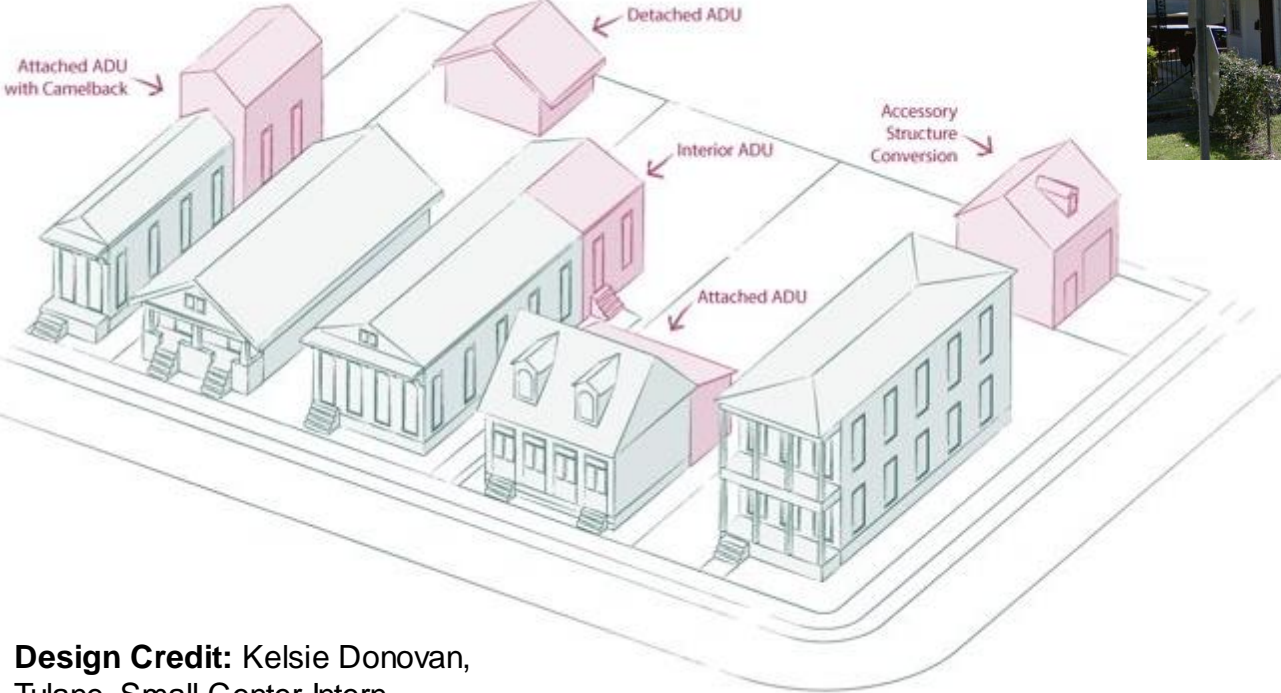 Detached ADU
Attached ADU
with Camelback
Accessory
Structure
Conversion
Interior ADU
Attached ADU
Design Credit: Kelsie Donovan,
Tulane, Small Center Intern